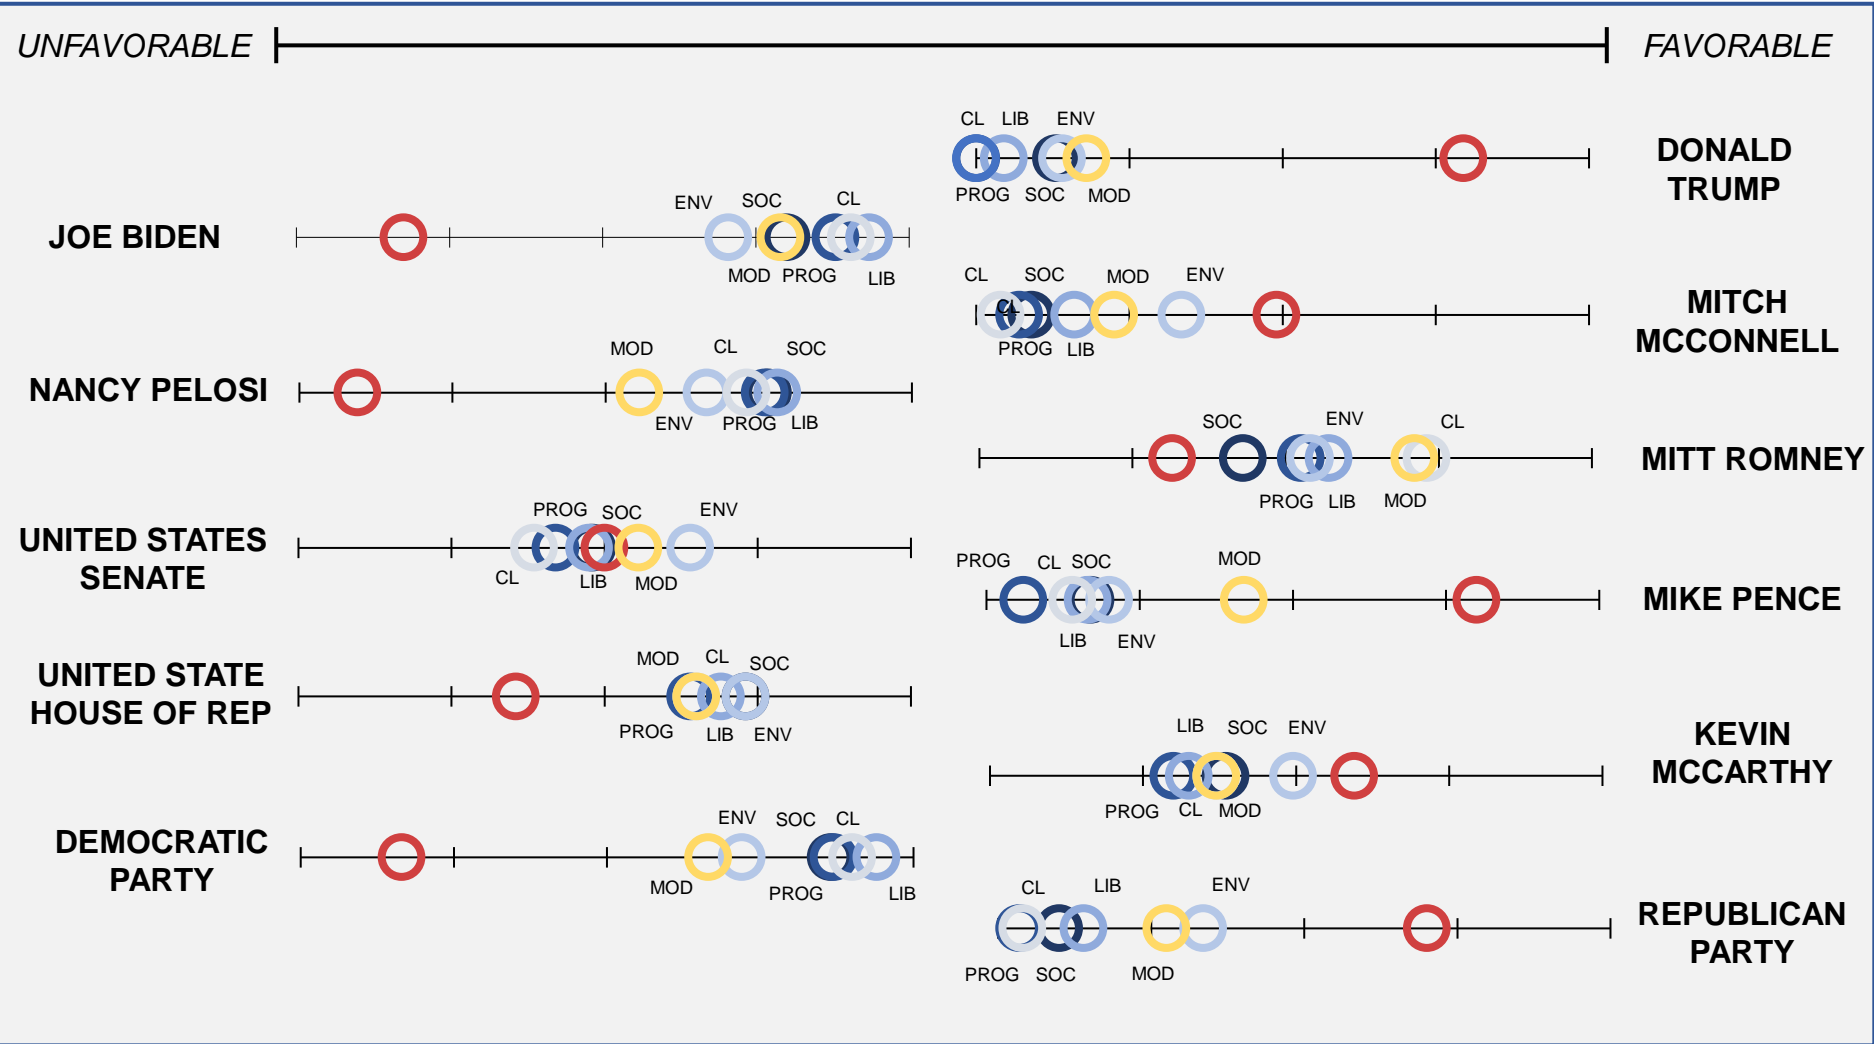 UNFAVORABLE
FAVORABLE
JOE BIDEN
ENV SOC CL
MOD PROG LIB
NANCY PELOSI
MOD CL SOC
ENV PROG LIB
UNITED STATES
SENATE
PROG SOC ENV
CL LIB MOD
UNITED STATE
HOUSE OF REP
MOD CL SOC
PROG LIB ENV
DEMOCRATIC
PARTY
ENV SOC CL
MOD PROG LIB
CL LIB ENV
PROG SOC MOD
DONALD
TRUMP
CL SOC MOD ENV
CL
PROG LIB
MITCH
MCCONNELL
SOC ENV CL
PROG LIB MOD
MITT ROMNEY
PROG CL SOC MOD
LIB ENV
MIKE PENCE
LIB SOC ENV
PROG CL MOD
KEVIN
MCCARTHY
CL LIB ENV
PROG SOC MOD
REPUBLICAN
PARTY